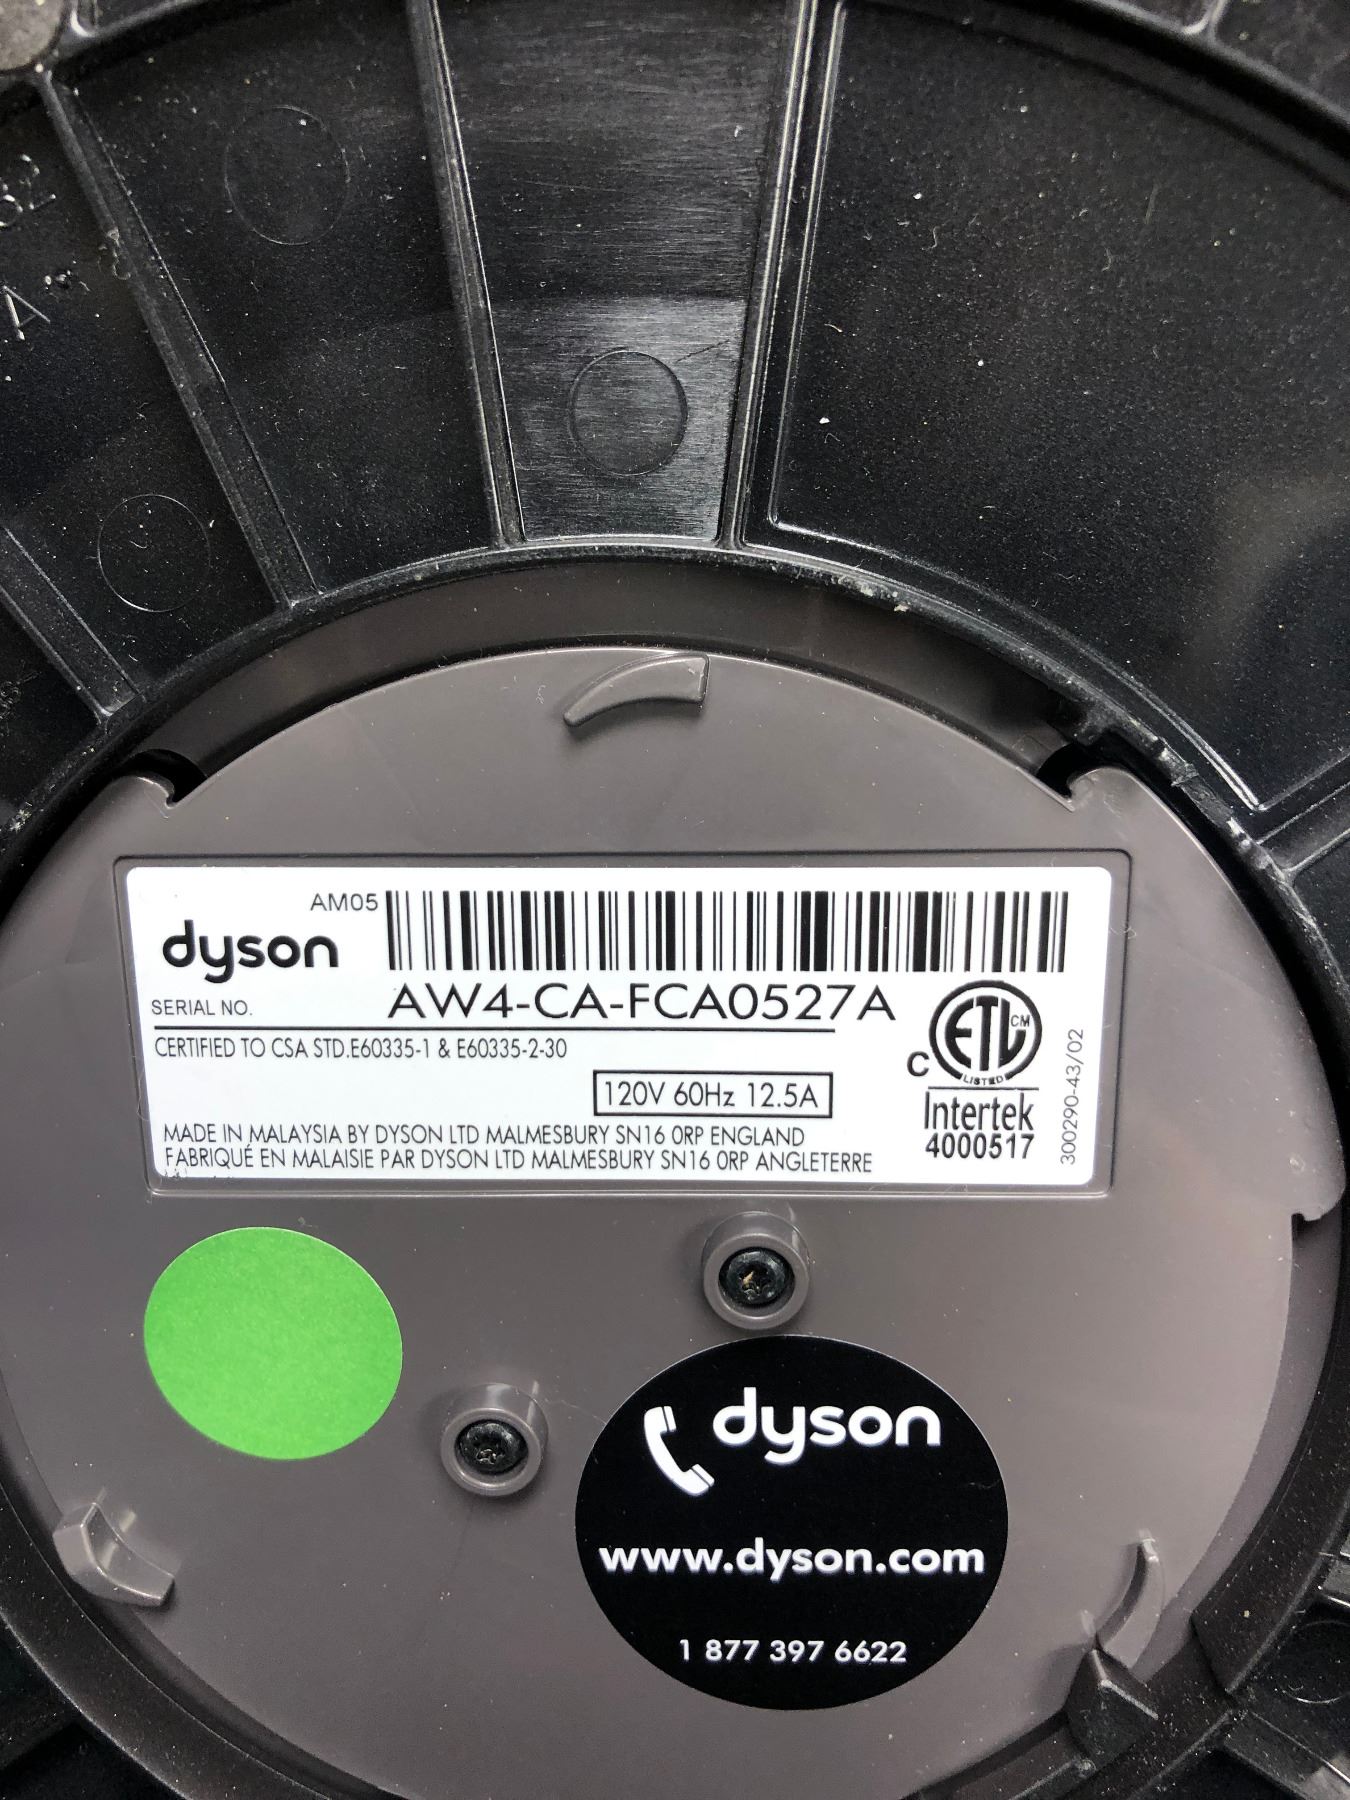 A
AM05
dyson
SERIAL NO. AW4-CA-FCA0527A
CERTIFIED TO CSA STD.E60335-1 & E60335-2-30
120V 60Hz 12.5A
MADE IN MALAYSIA BY DYSON LTD MALMESBURY SN16 0RP ENGLAND
FABRIQUÉ EN MALAISIE PAR DYSON LTD MALMESBURY SN16 0RP ANGLETERRE
C ETL CM
LISTED
Intertek
4000517
300290-43/02
dyson
www.dyson.com
1 877 397 6622